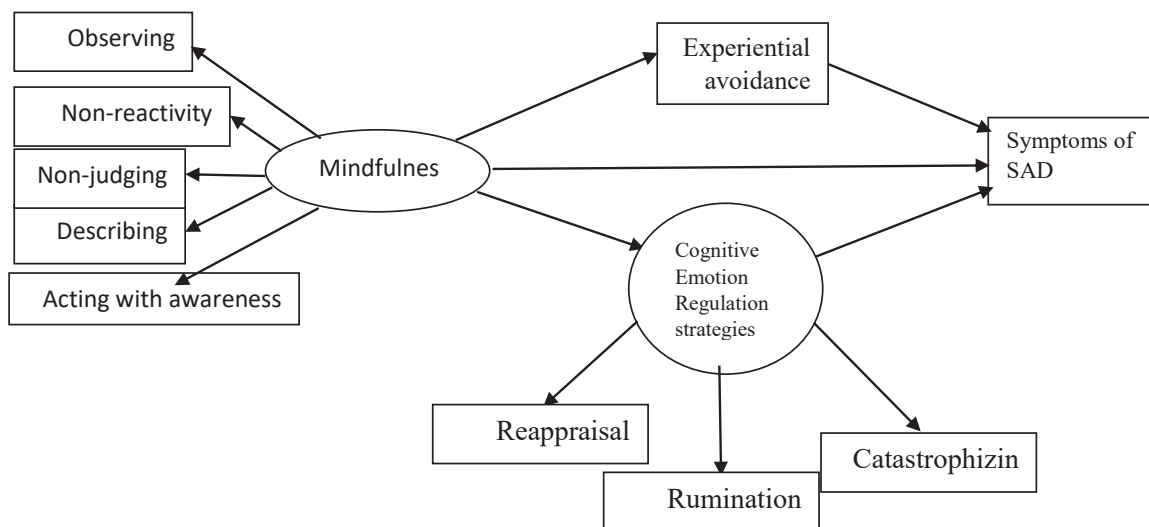 Observing
Non-reactivity
Non-judging
Describing
Acting with awareness
Mindfulnes
Experiential
avoidance
Symptoms of
SAD
Cognitive
Emotion
Regulation
strategies
Reappraisal
Rumination
Catastrophizin